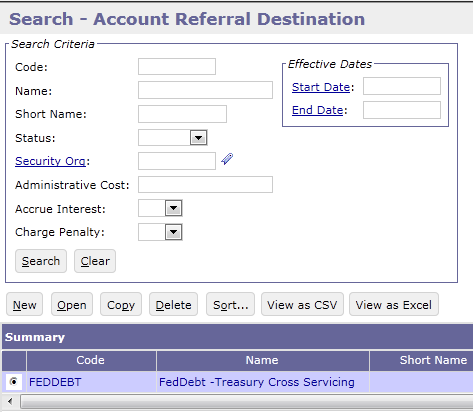 Search - Account Referral Destination
Search Criteria
Code:
Name:
Short Name:
Status:
Security Org:
Administrative Cost:
Accrue Interest:
Charge Penalty:
Effective Dates
Start Date:
End Date:
Search Clear
New Open Copy Delete Sort... View as CSV View as Excel
Summary
Code Name Short Name
FEDDEBT FedDebt -Treasury Cross Servicing